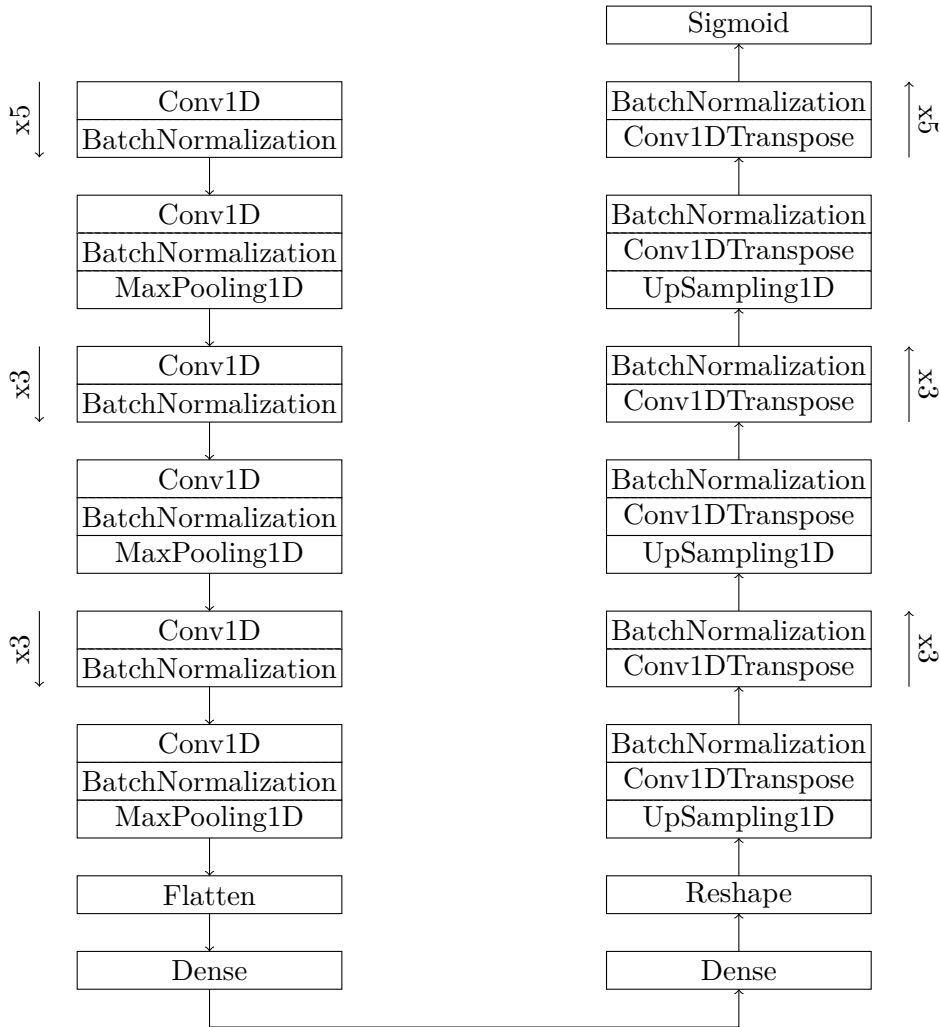 x5
Conv1D
BatchNormalization
Conv1D
BatchNormalization
MaxPooling1D
x3
Conv1D
BatchNormalization
Conv1D
BatchNormalization
MaxPooling1D
x3
Conv1D
BatchNormalization
Conv1D
BatchNormalization
MaxPooling1D
Flatten
Dense
Sigmoid
BatchNormalization
Conv1DTranspose
x5
BatchNormalization
Conv1DTranspose
UpSampling1D
BatchNormalization
Conv1DTranspose
x3
BatchNormalization
Conv1DTranspose
UpSampling1D
BatchNormalization
Conv1DTranspose
x3
BatchNormalization
Conv1DTranspose
UpSampling1D
Reshape
Dense